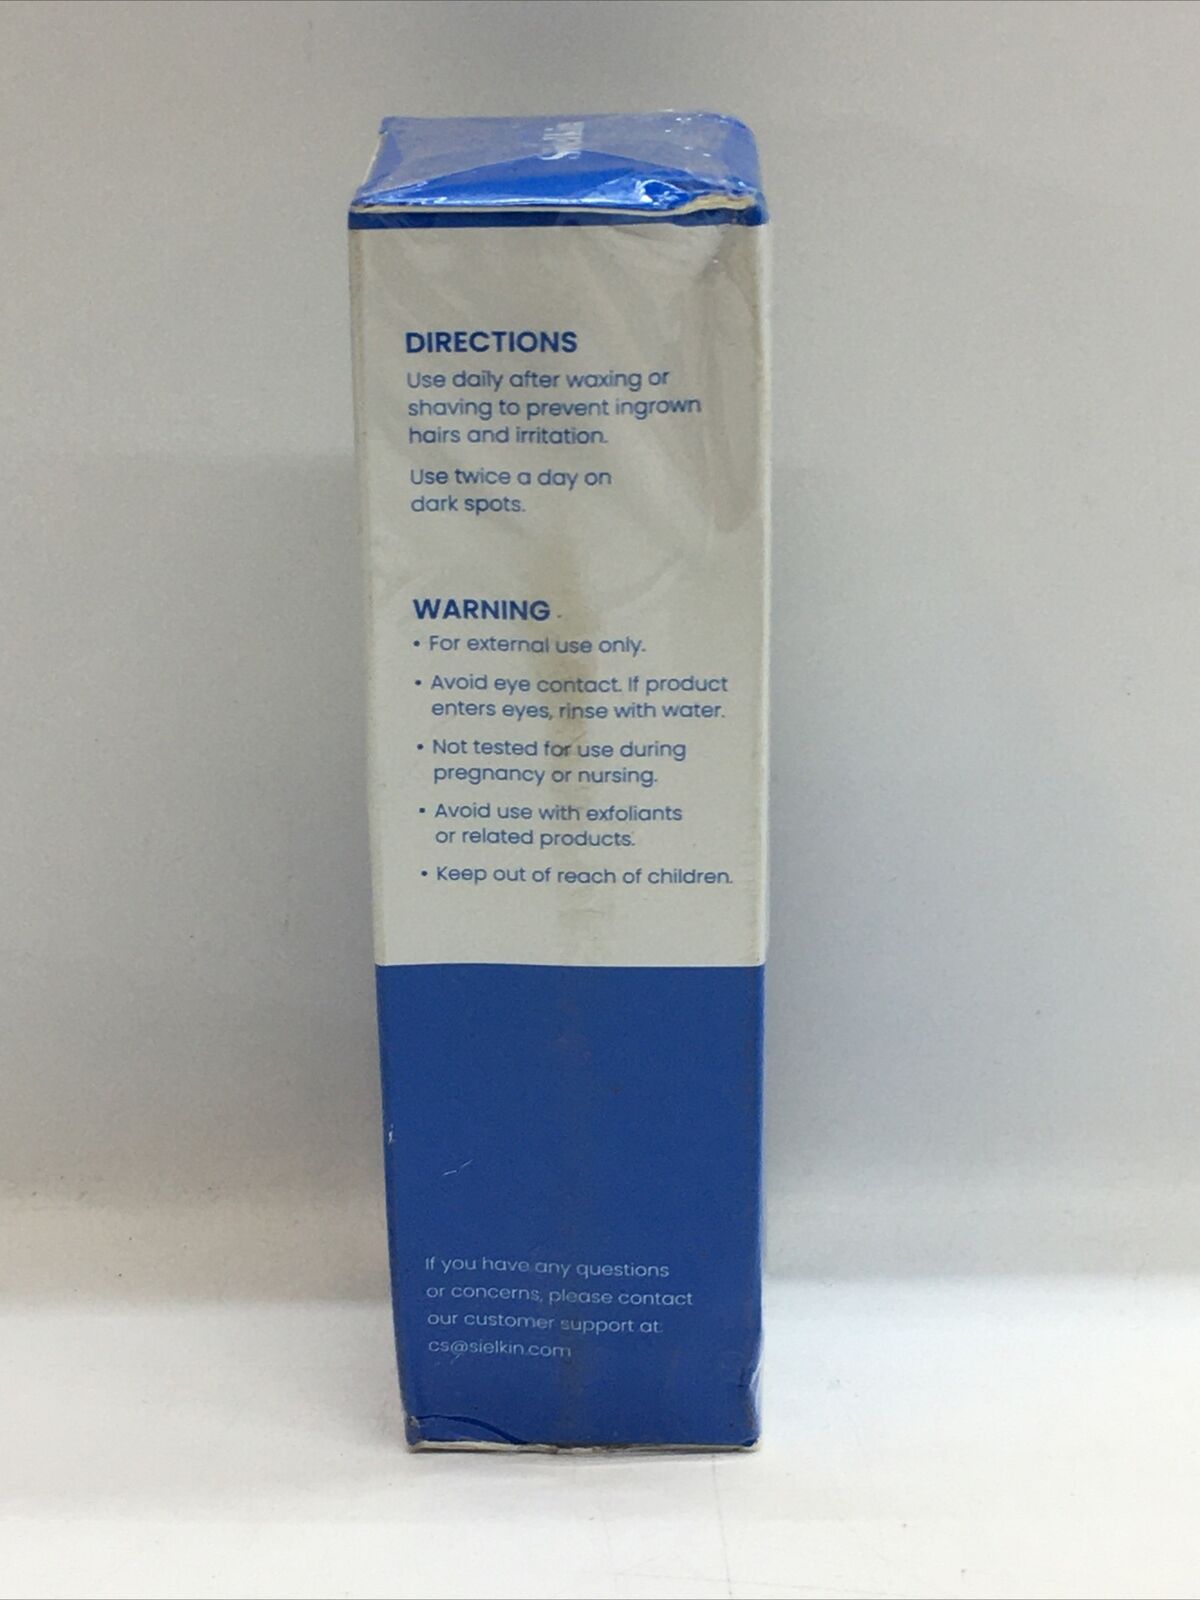 DIRECTIONS
Use daily after waxing or
shaving to prevent ingrown
hairs and irritation.
Use twice a day on
dark spots.
WARNING
• For external use only.
• Avoid eye contact. If product
enters eyes, rinse with water.
• Not tested for use during
pregnancy or nursing.
• Avoid use with exfoliants
or related products.
• Keep out of reach of children.
If you have any questions
or concerns, please contact
our customer support at:
cs@sielkin.com